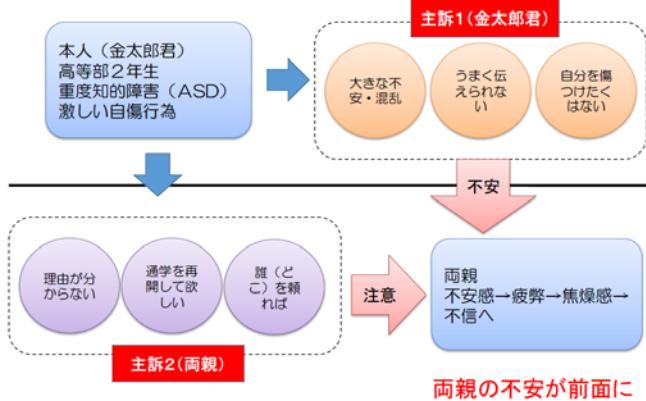 主訴1(金太郎君)
本人(金太郎君)
高等部2年生
重度知的障害(ASD)
激しい自傷行為
大きな不
安・混乱
うまく伝
えられな
い
自分を傷
つけたく
はない
不安
理由が分
からない
通学を再
開して欲
しい
誰(ど
こ)を頼
れば
注意
両親
不安感→疲弊→焦燥感→
不信へ
主訴2(両親)
両親の不安が前面に